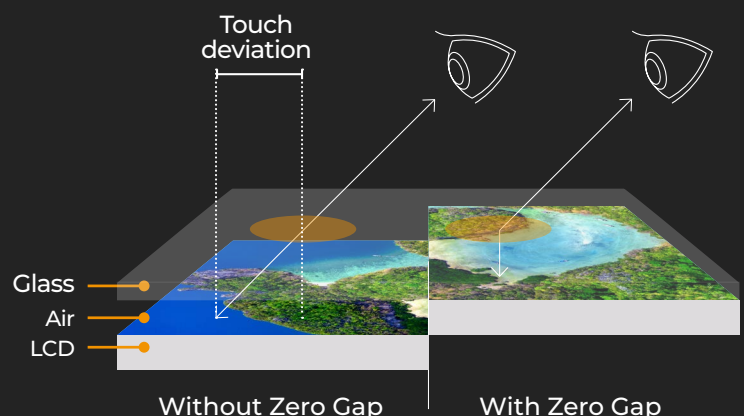 Touch
deviation
Glass
Air
LCD
Without Zero Gap
With Zero Gap